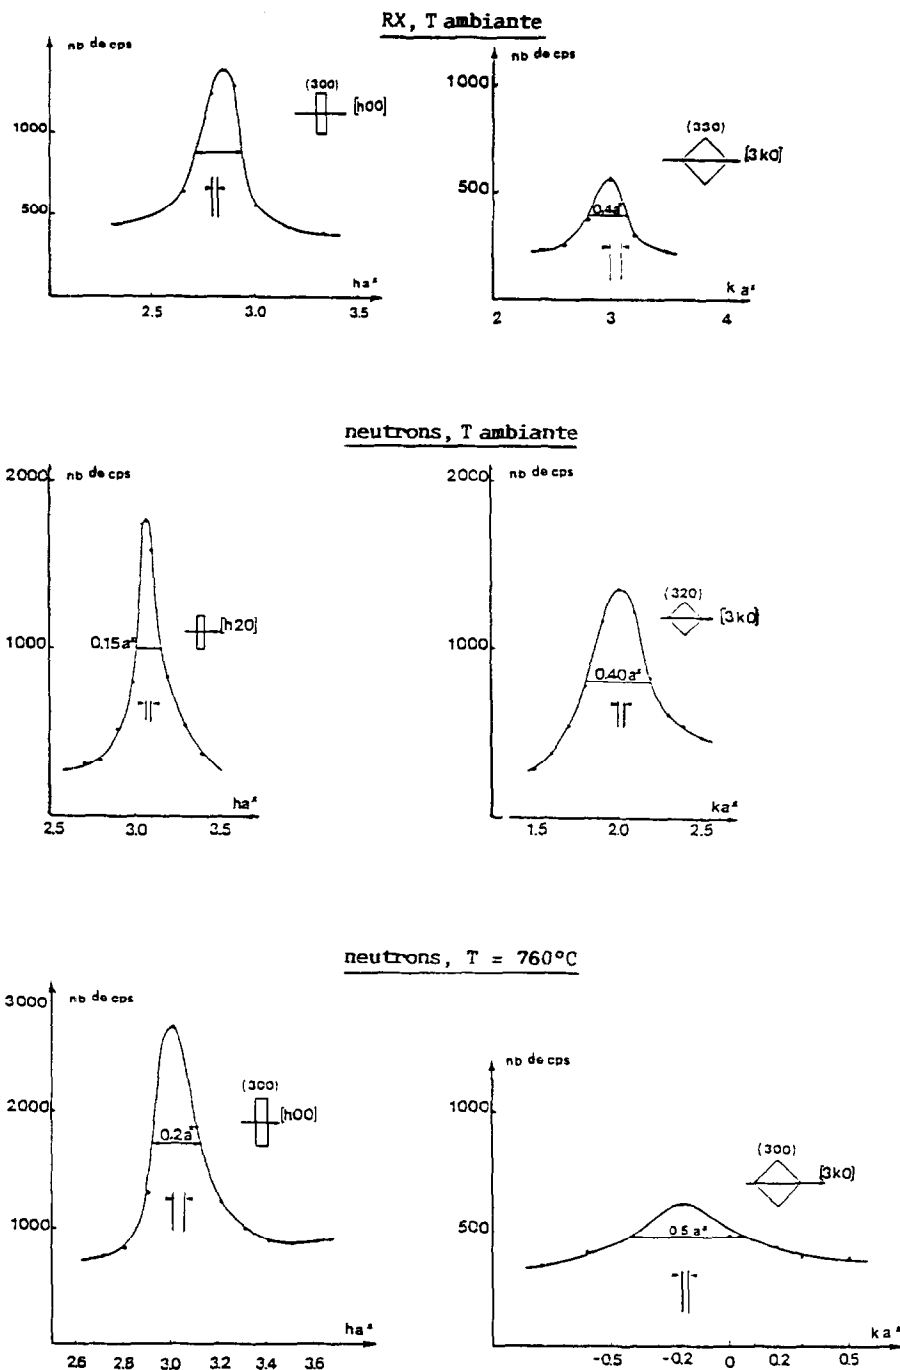 RX, T ambiante
nb de cps
1000
500
(300)
[h00]
ha*
2.5
3.0
3.5
nb de cps
1000
500
(330)
[3k0]
0.4a*
k a*
2
3
4
neutrons, T ambiante
2000
nb de cps
1000
0.15a*
[h20]
ha*
2.5
3.0
3.5
2000
nb de cps
1000
(320)
[3k0]
0.40a*
ka*
1.5
2.0
2.5
neutrons, T = 760°C
3000
nb de cps
2000
1000
(300)
[h00]
0.2a*
ha*
2.6
2.8
3.0
3.2
3.4
3.6
nb de cps
1000
500
(300)
[3k0]
0.5a*
ka*
-0.5
-0.2
0
0.2
0.5